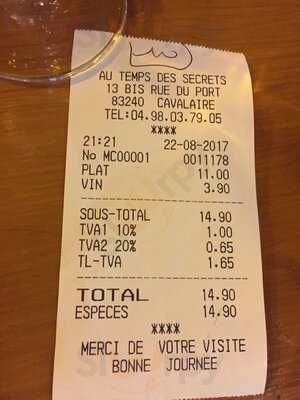 AU TEMPS DES SECRETS
13 BIS RUE DU PORT
83240 CAVALAIRE
TEL:04.98.03.79.05
****
21:21 22-08-2017
No MC00001 0011178
PLAT 11.00
VIN 3.90
SOUS-TOTAL 14.90
TVA1 10% 1.00
TVA2 20% 0.65
TL-TVA 1.65
TOTAL 14.90
ESPECES 14.90
****
MERCI DE VOTRE VISITE
BONNE JOURNEE